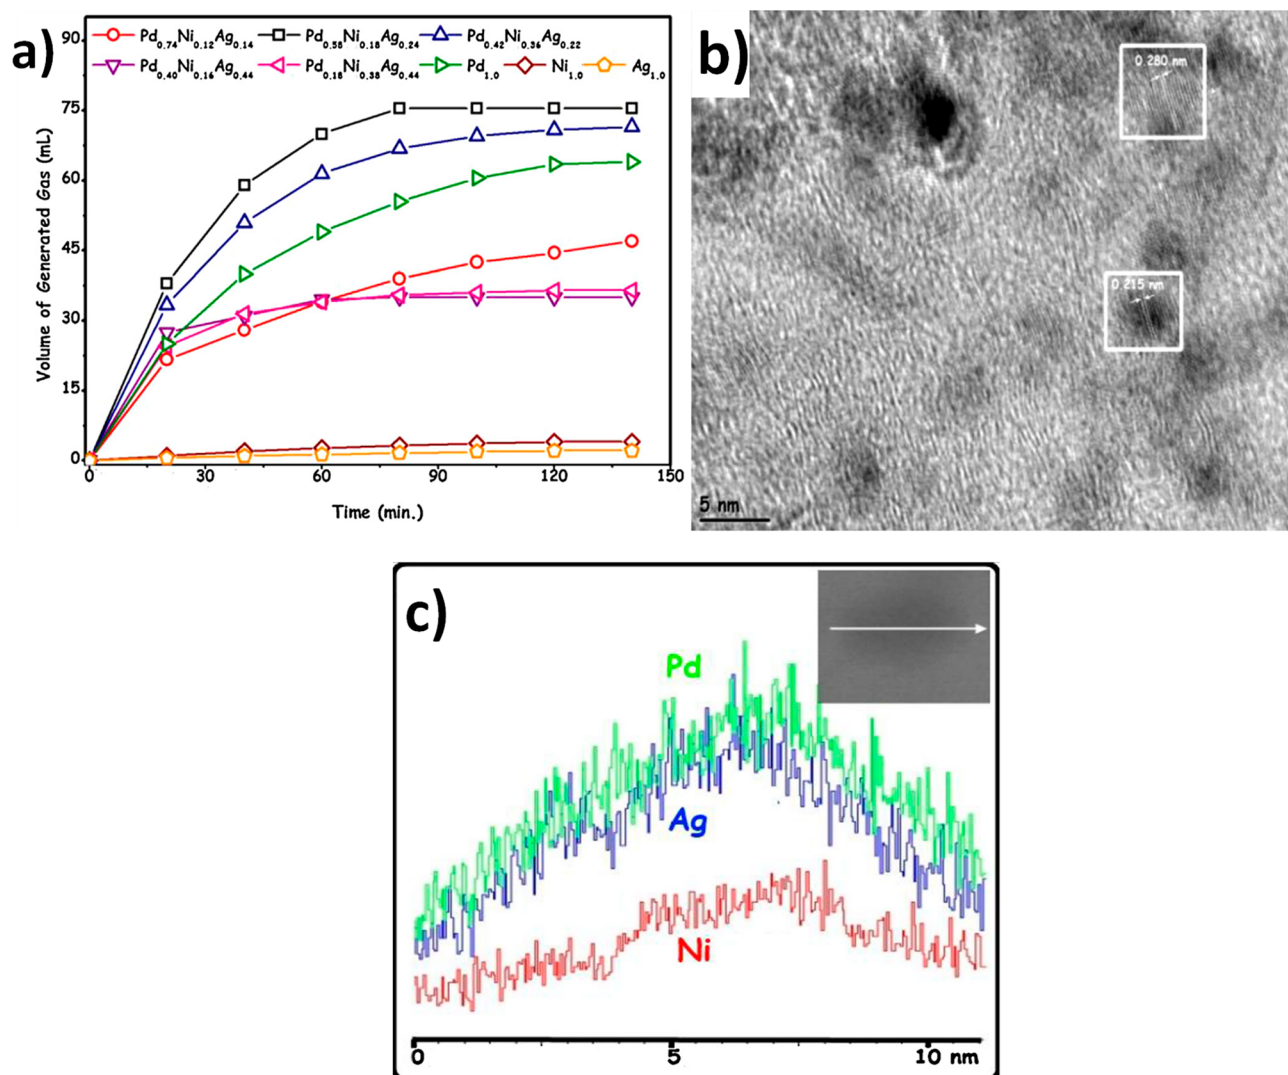 a)
Pd0.74Ni0.12Ag0.14 Pd0.58Ni0.18Ag0.24 Pd0.42Ni0.36Ag0.22
Pd0.40Ni0.16Ag0.44 Pd0.18Ni0.38Ag0.44 Pd1.0 Ni1.0 Ag1.0
Volume of Generated Gas (mL)
90
75
60
45
30
15
0
0 30 60 90 120 150
Time (min.)
b)
0.280 nm
0.215 nm
5 nm
c)
Pd
Ag
Ni
0 5 10 nm